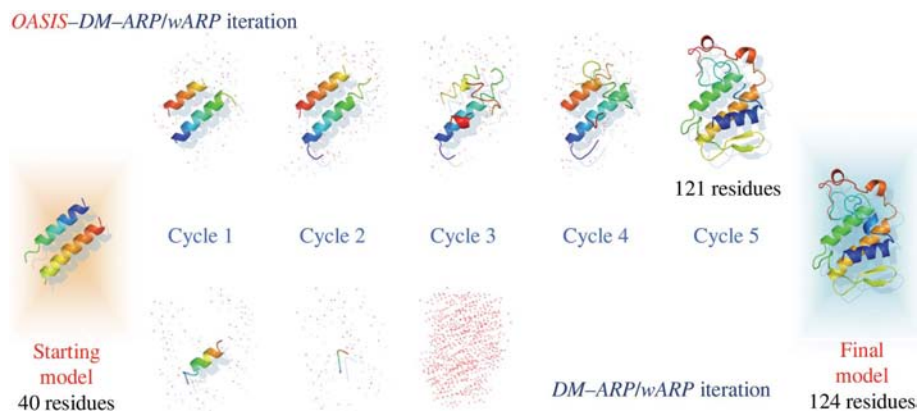 OASIS–DM–ARP/wARP iteration
121 residues
Cycle 1
Cycle 2
Cycle 3
Cycle 4
Cycle 5
Starting
model
40 residues
DM–ARP/wARP iteration
Final
model
124 residues